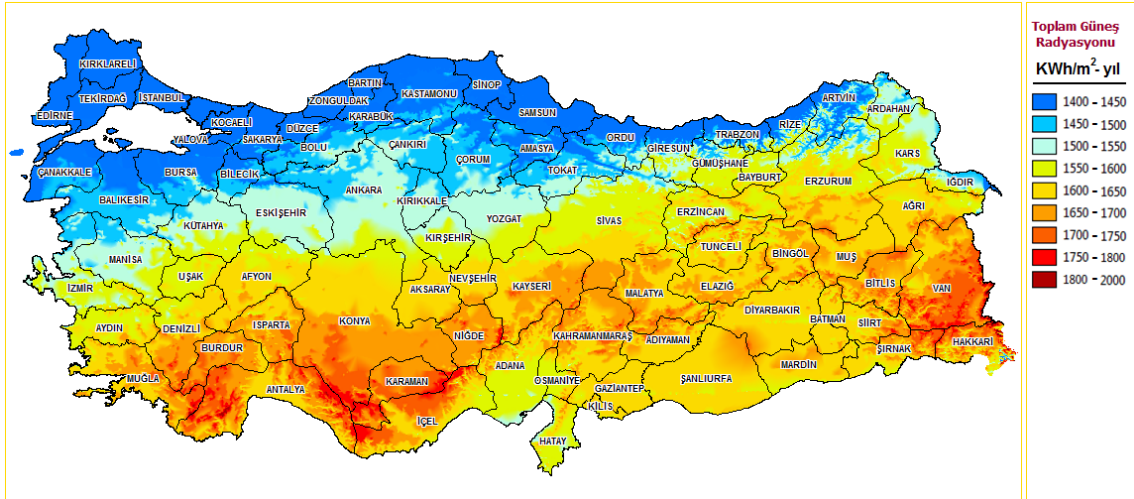 KIRKLARELİ
TEKİRDAĞ
İSTANBUL
EDİRNE
KOCAELİ
YALOVA
SAKARYA
DÜZCE
ZONGULDAK
BARTIN
KARABÜK
KASTAMONU
SİNOP
SAMSUN
ORDU
GİRESUN
TRABZON
RİZE
ARTVİN
ARDAHAN
KARS
IĞDIR
ÇANAKKALE
BURSA
BİLECİK
BOLU
ÇANKIRI
ÇORUM
AMASYA
TOKAT
GÜMÜŞHANE
BAYBURT
ERZURUM
AĞRI
BALIKESİR
KÜTAHYA
ESKİŞEHİR
ANKARA
KIRIKKALE
YOZGAT
SİVAS
ERZİNCAN
MANİSA
KIRŞEHİR
TUNCELİ
BİNGÖL
MUŞ
İZMİR
UŞAK
AFYON
AKSARAY
NEVŞEHİR
KAYSERİ
MALATYA
ELAZIĞ
BİTLİS
VAN
AYDIN
DENİZLİ
ISPARTA
KONYA
NİĞDE
KAHRAMANMARAŞ
ADIYAMAN
DİYARBAKIR
BATMAN
SİİRT
HAKKARİ
BURDUR
MUĞLA
ANTALYA
KARAMAN
ADANA
OSMANİYE
GAZİANTEP
KİLİS
ŞANLIURFA
MARDİN
ŞIRNAK
İÇEL
HATAY
Toplam Güneş
Radyasyonu
KWh/m²- yıl
1400 - 1450
1450 - 1500
1500 - 1550
1550 - 1600
1600 - 1650
1650 - 1700
1700 - 1750
1750 - 1800
1800 - 2000